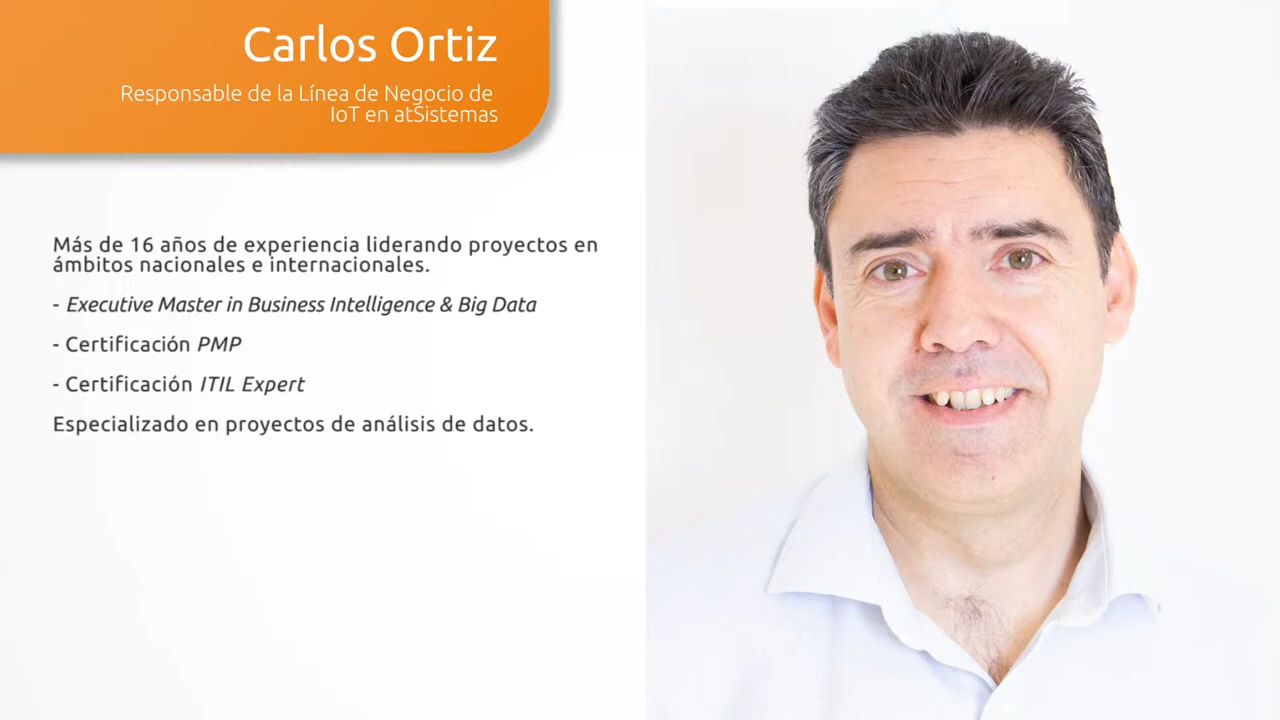 Carlos Ortiz
Responsable de la Línea de Negocio de
IoT en atSistemas
Más de 16 años de experiencia liderando proyectos en
ámbitos nacionales e internacionales.
- Executive Master in Business Intelligence & Big Data
- Certificación PMP
- Certificación ITIL Expert
Especializado en proyectos de análisis de datos.